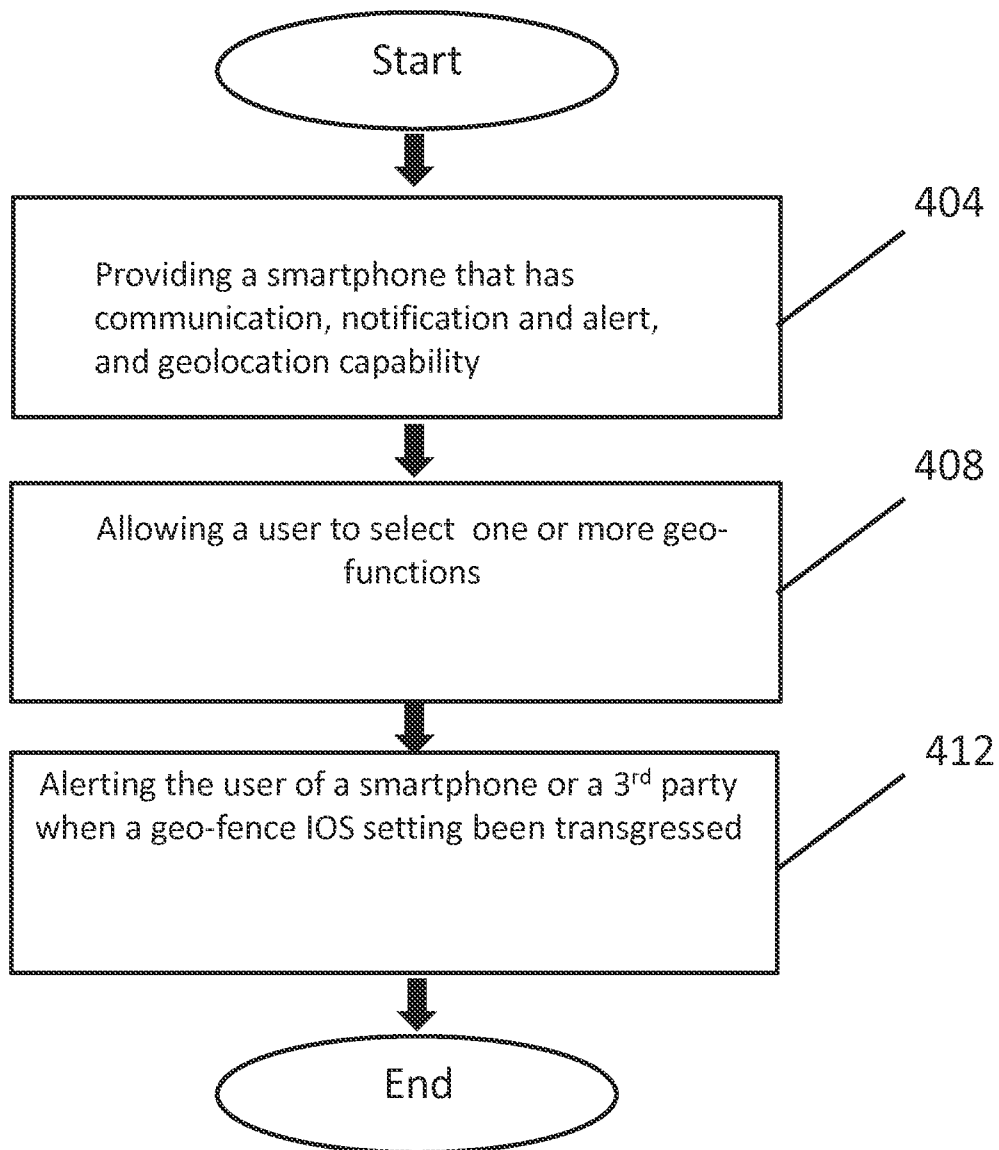 Start
404
Providing a smartphone that has
communication, notification and alert,
and geolocation capability
408
Allowing a user to select one or more geo-
functions
412
Alerting the user of a smartphone or a 3rd party
when a geo-fence IOS setting been transgressed
End